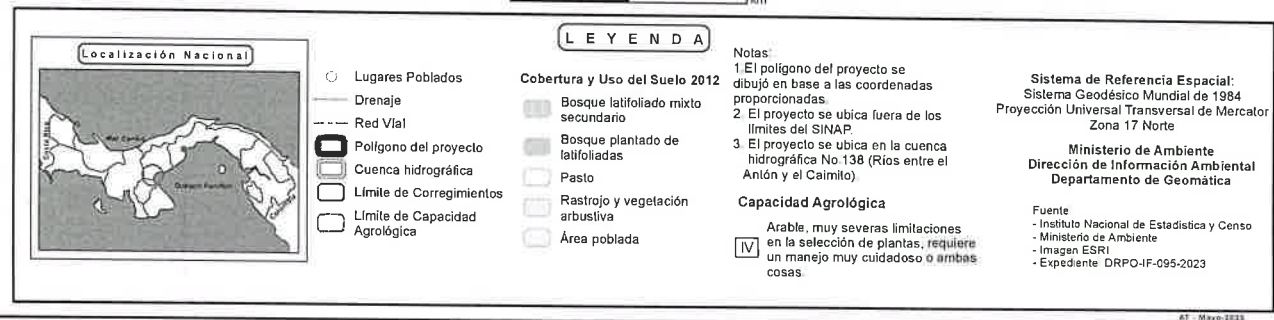 Km
LEYENDA
Localización Nacional
Mar Caribe
Costa Rica
Colombia
Lugares Poblados
Drenaje
Red Vial
Polígono del proyecto
Cuenca hidrográfica
Límite de Corregimientos
Límite de Capacidad
Agrológica
Cobertura y Uso del Suelo 2012
Bosque latifoliado mixto
secundario
Bosque plantado de
latifoliadas
Pasto
Rastrojo y vegetación
arbustiva
Área poblada
Notas:
1.El polígono del proyecto se
dibujó en base a las coordenadas
proporcionadas.
2. El proyecto se ubica fuera de los
límites del SINAP.
3. El proyecto se ubica en la cuenca
hidrográfica No.138 (Ríos entre el
Antón y el Caimito).
Capacidad Agrológica
IV
Arable, muy severas limitaciones
en la selección de plantas, requiere
un manejo muy cuidadoso o ambas
cosas.
Sistema de Referencia Espacial:
Sistema Geodésico Mundial de 1984
Proyección Universal Transversal de Mercator
Zona 17 Norte
Ministerio de Ambiente
Dirección de Información Ambiental
Departamento de Geomática
Fuente
- Instituto Nacional de Estadistica y Censo
- Ministerio de Ambiente
- Imagen ESRI
- Expediente DRPO-IF-095-2023
AT - Mayo-2023